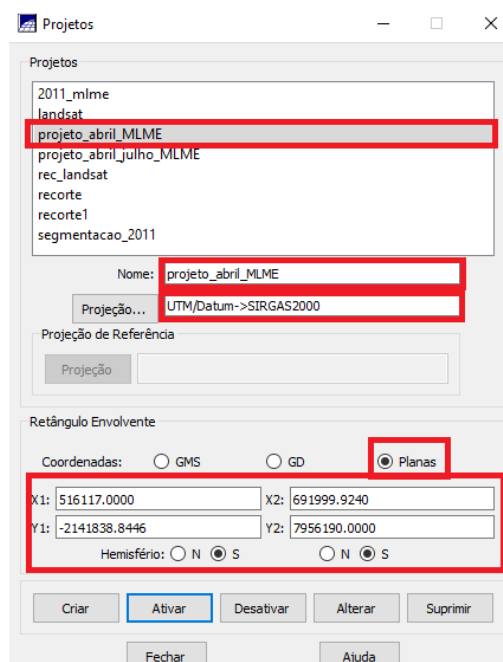 Projetos
Projetos
2011_mlme
landsat
projeto_abril_MLME
projeto_abril_julho_MLME
rec_landsat
recorte
recorte1
segmentacao_2011
Nome: projeto_abril_MLME
Projeção... UTM/Datum->SIRGAS2000
Projeção de Referência
Projeção
Retângulo Envolvente
Coordenadas: GMS GD Planas
X1: 516117.0000 X2: 691999.9240
Y1: -2141838.8446 Y2: 7956190.0000
Hemisfério: N S N S
Criar Ativar Desativar Alterar Suprimir
Fechar Ajuda